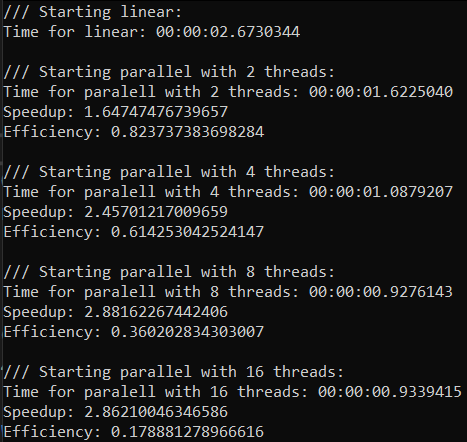 /// Starting linear:
Time for linear: 00:00:02.6730344
/// Starting parallel with 2 threads:
Time for paralell with 2 threads: 00:00:01.6225040
Speedup: 1.64747476739657
Efficiency: 0.823737383698284
/// Starting parallel with 4 threads:
Time for paralell with 4 threads: 00:00:01.0879207
Speedup: 2.45701217009659
Efficiency: 0.614253042524147
/// Starting parallel with 8 threads:
Time for paralell with 8 threads: 00:00:00.9276143
Speedup: 2.88162267442406
Efficiency: 0.360202834303007
/// Starting parallel with 16 threads:
Time for paralell with 16 threads: 00:00:00.9339415
Speedup: 2.86210046346586
Efficiency: 0.178881278966616